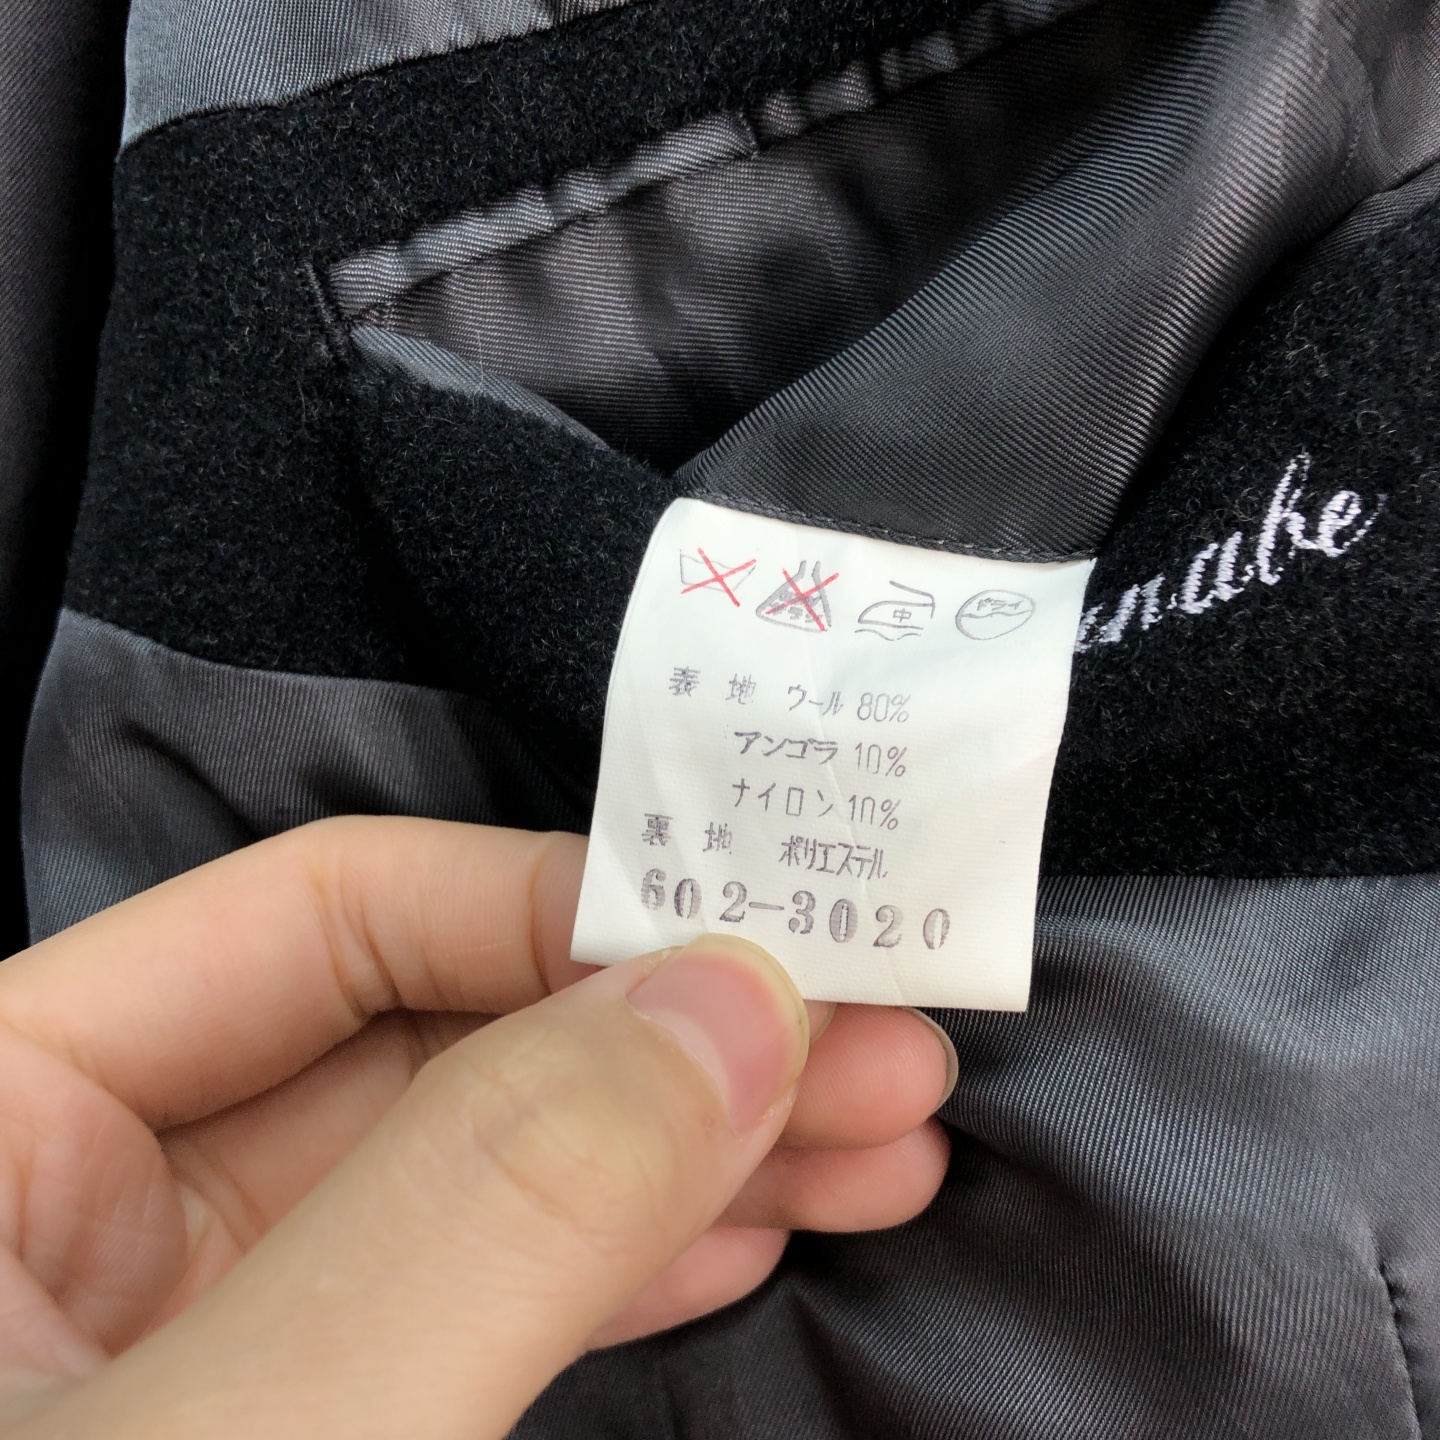 中 ドライ
表地 ウール 80%
アンゴラ 10%
ナイロン 10%
裏地 ポリエステル
602-3020